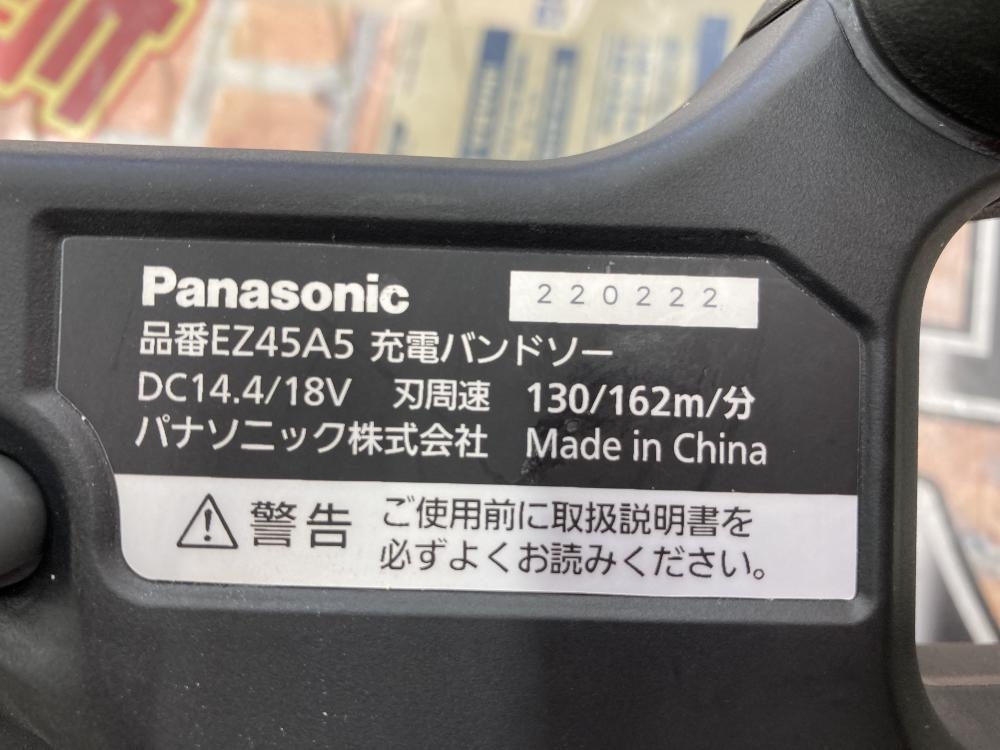 Panasonic
220222
品番EZ45A5 充電バンドソー
DC14.4/18V 刃周速 130/162m/分
パナソニック株式会社 Made in China
警告 ご使用前に取扱説明書を
必ずよくお読みください。